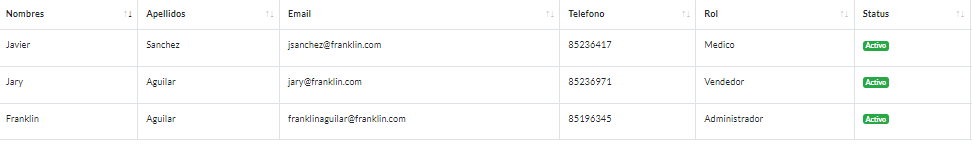 Nombres Apellidos Email Telefono Rol Status
Javier Sanchez jsanchez@franklin.com 85236417 Medico Activo
Jary Aguilar jary@franklin.com 85236971 Vendedor Activo
Franklin Aguilar franklinaguilar@franklin.com 85196345 Administrador Activo